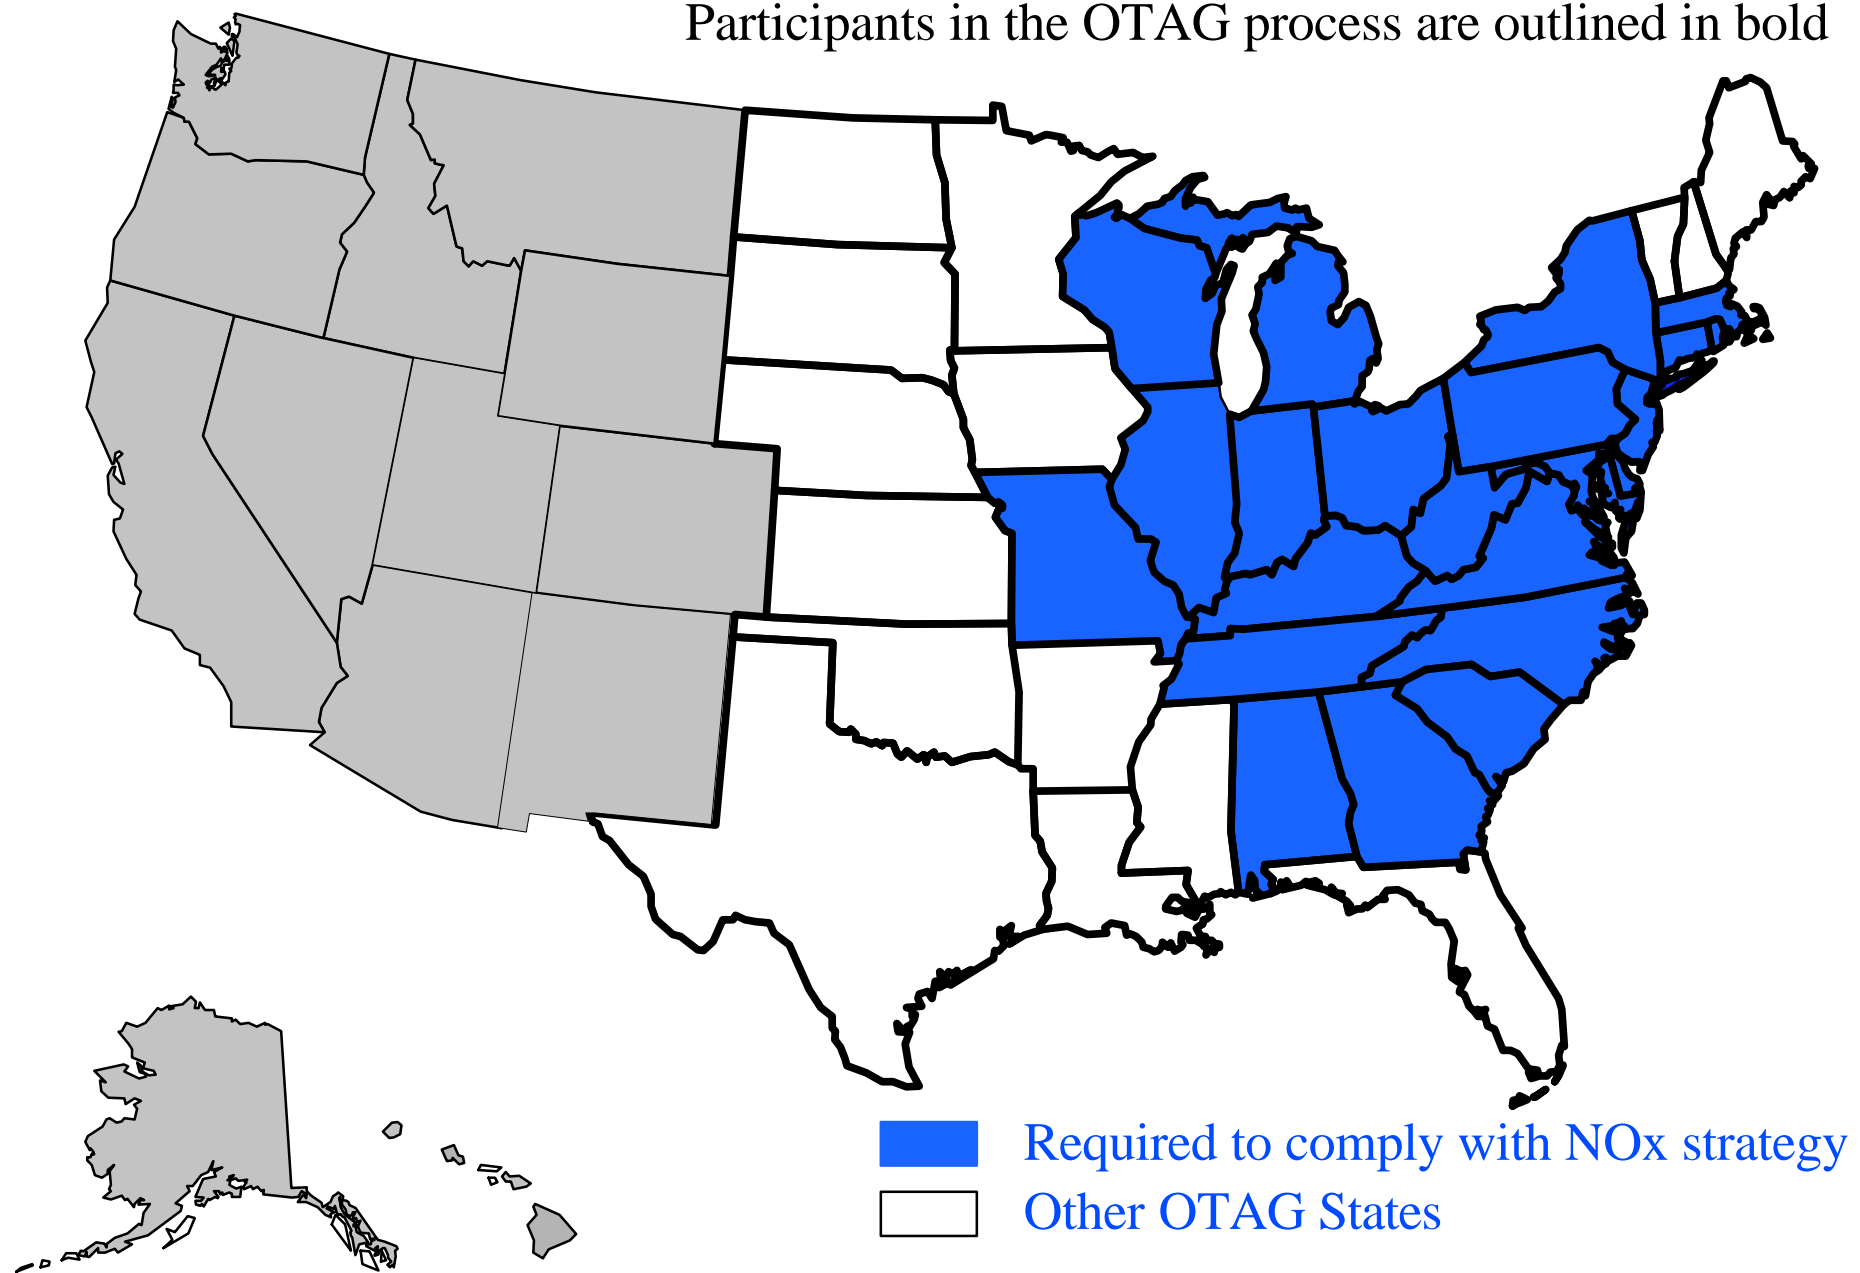 Participants in the OTAG process are outlined in bold
Required to comply with NOx strategy
Other OTAG States